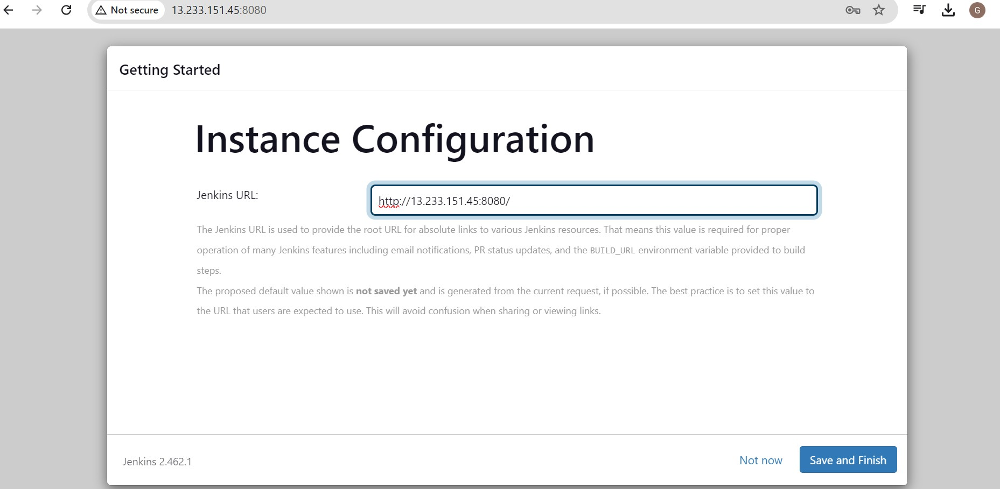 Not secure 13.233.151.45:8080
G
Getting Started
Instance Configuration
Jenkins URL:
http://13.233.151.45:8080/
The Jenkins URL is used to provide the root URL for absolute links to various Jenkins resources. That means this value is required for proper
operation of many Jenkins features including email notifications, PR status updates, and the BUILD_URL environment variable provided to build
steps.
The proposed default value shown is not saved yet and is generated from the current request, if possible. The best practice is to set this value to
the URL that users are expected to use. This will avoid confusion when sharing or viewing links.
Jenkins 2.462.1
Not now
Save and Finish